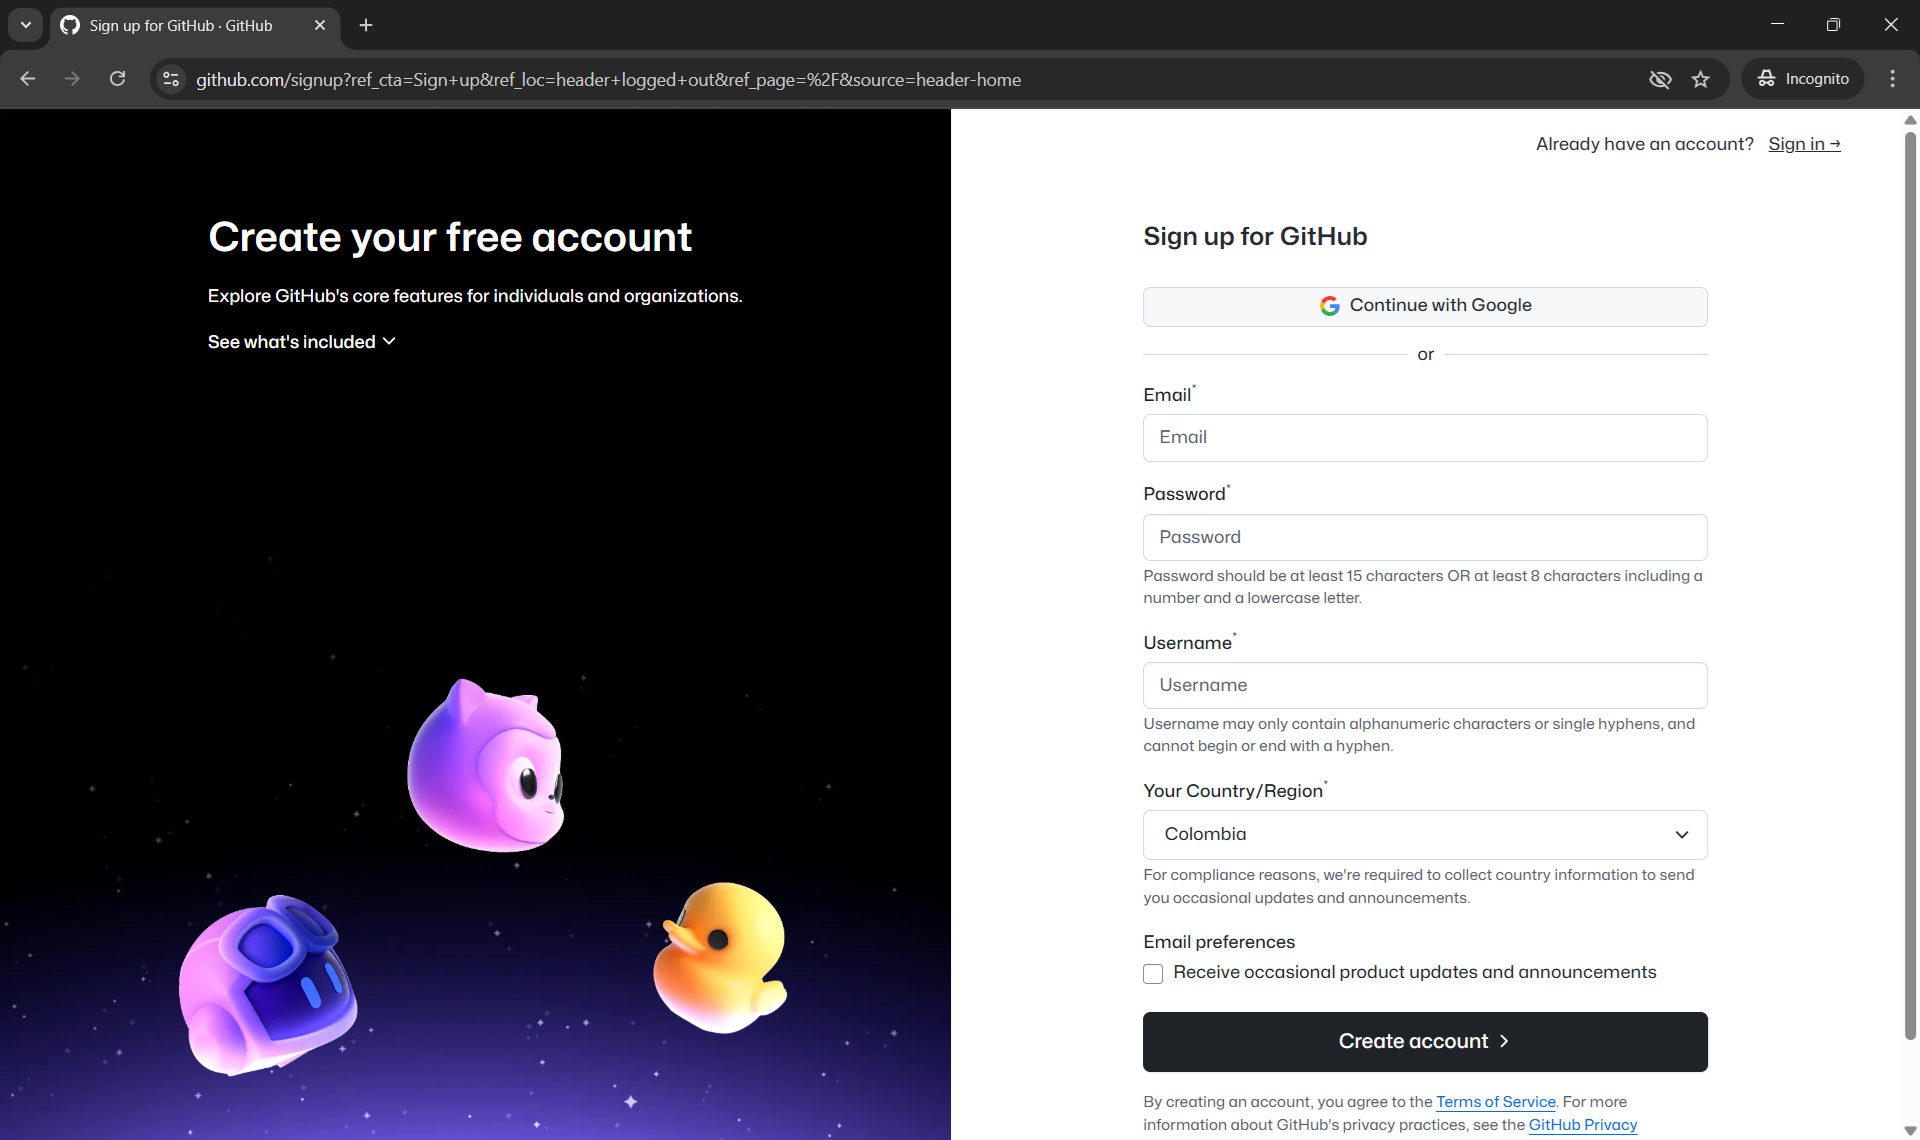 Sign up for GitHub · GitHub
github.com/signup?ref_cta=Sign+up&ref_loc=header+logged+out&ref_page=%2F&source=header-home
Incognito
Already have an account? Sign in →
Create your free account
Explore GitHub's core features for individuals and organizations.
See what's included
Sign up for GitHub
Continue with Google
or
Email*
Email
Password*
Password
Password should be at least 15 characters OR at least 8 characters including a
number and a lowercase letter.
Username*
Username
Username may only contain alphanumeric characters or single hyphens, and
cannot begin or end with a hyphen.
Your Country/Region*
Colombia
For compliance reasons, we're required to collect country information to send
you occasional updates and announcements.
Email preferences
Receive occasional product updates and announcements
Create account
By creating an account, you agree to the Terms of Service. For more
information about GitHub's privacy practices, see the GitHub Privacy